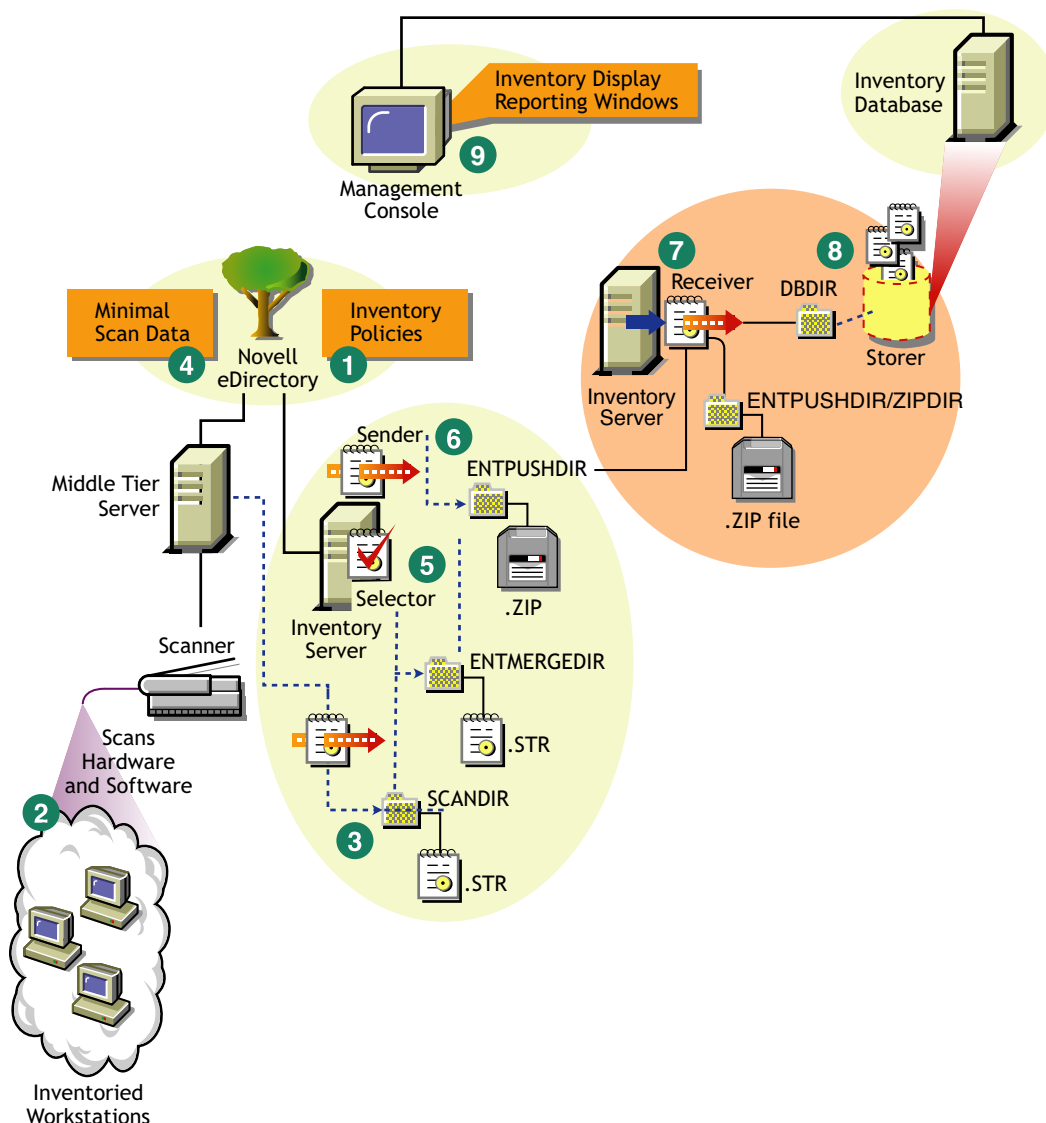 Inventory Display
Reporting Windows
Inventory
Database
9
Management
Console
7
8
Receiver
DBDIR
Storer
Minimal
Scan Data
4
Inventory
Policies
1
Novell
eDirectory
Inventory
Server
ENTPUSHDIR/ZIPDIR
.ZIP file
Sender
6
ENTPUSHDIR
Middle Tier
Server
5
Selector
.ZIP
Inventory
Server
Scanner
ENTMERGEDIR
.STR
Scans
Hardware
and Software
SCANDIR
2
3
.STR
Inventoried
Workstations